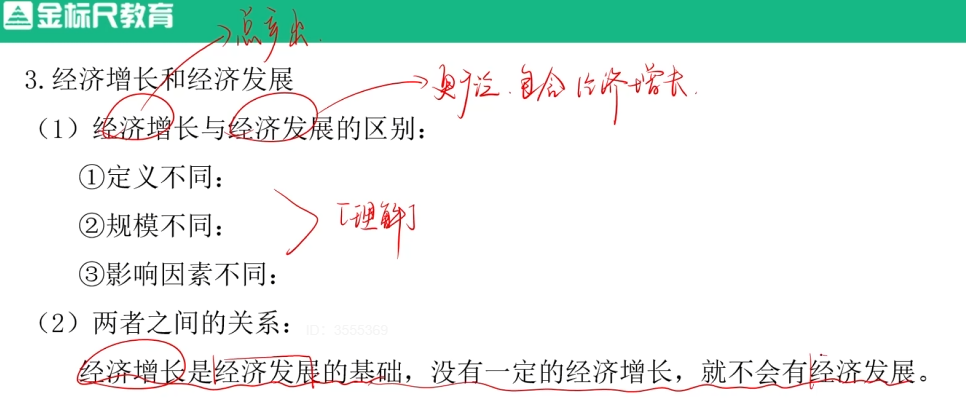 金标尺教育
总产出.
3.经济增长和经济发展
更广泛.包含经济增长.
（1）经济增长与经济发展的区别：
①定义不同：
②规模不同：
[理解]
③影响因素不同：
（2）两者之间的关系：
ID: 3555369
经济增长是经济发展的基础，没有一定的经济增长，就不会有经济发展。